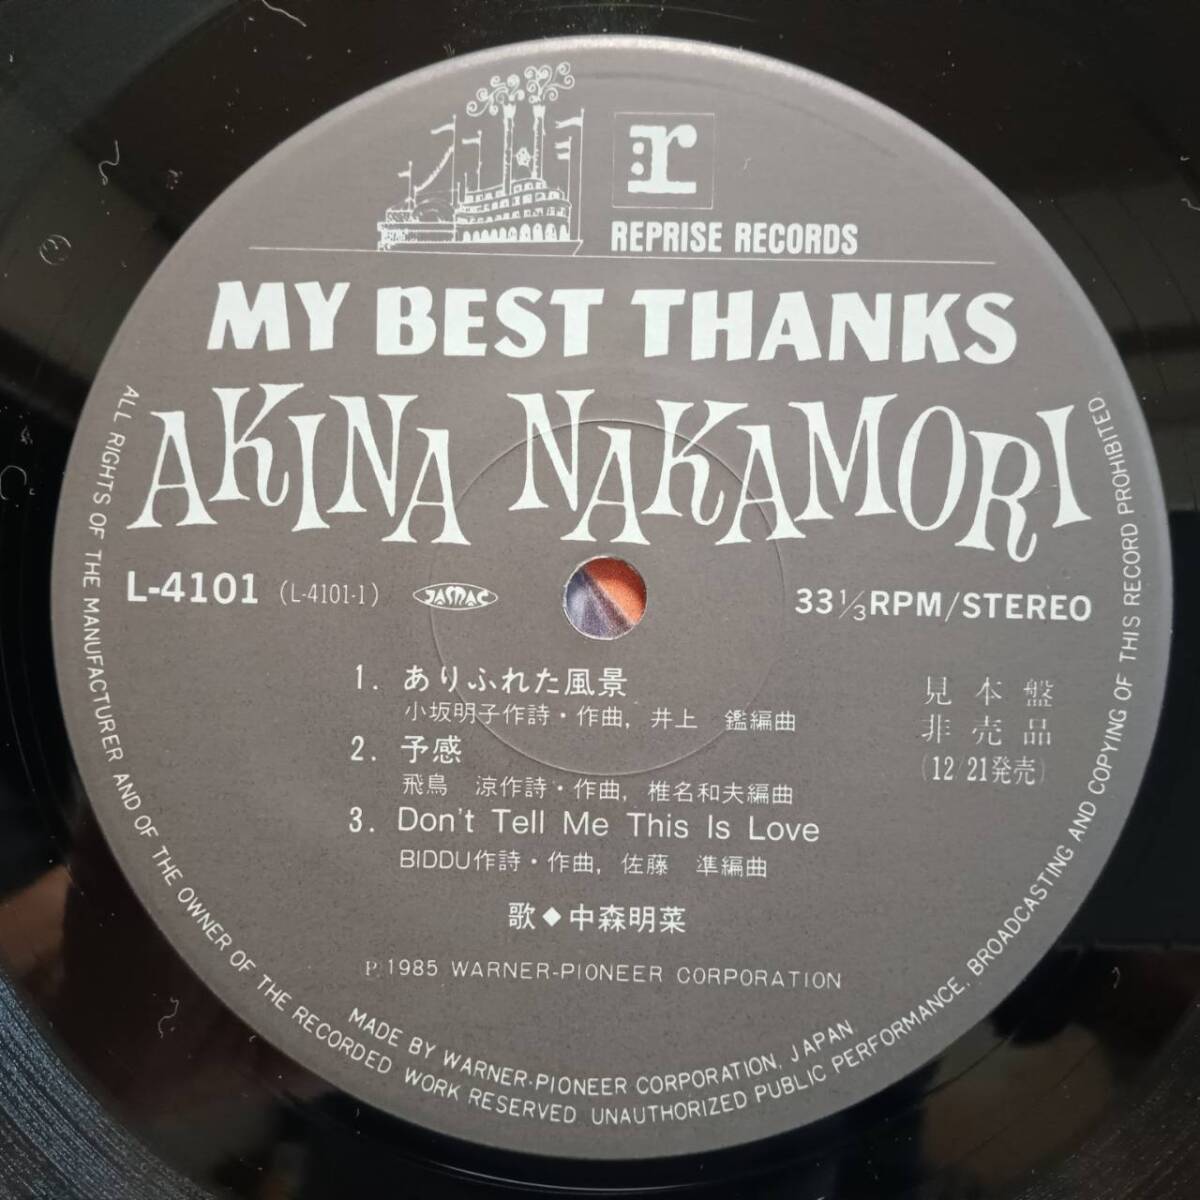 r
REPRISE RECORDS
MY BEST THANKS
AKINA NAKAMORI
L-4101 (L-4101-1) JASRAC 33 1/3 RPM/STEREO
1. ありふれた風景
小坂明子作詩・作曲, 井上 鑑編曲
2. 予感
飛鳥 涼作詩・作曲, 椎名和夫編曲
3. Don't Tell Me This Is Love
BIDDU作詩・作曲, 佐藤 準編曲
見本盤
非売品
(12/21発売)
歌◆中森明菜
Ⓟ1985 WARNER-PIONEER CORPORATION
MADE BY WARNER-PIONEER CORPORATION, JAPAN
ALL RIGHTS OF THE MANUFACTURER AND OF THE OWNER OF THE RECORDED WORK RESERVED. UNAUTHORIZED PUBLIC PERFORMANCE, BROADCASTING AND COPYING OF THIS RECORD PROHIBITED